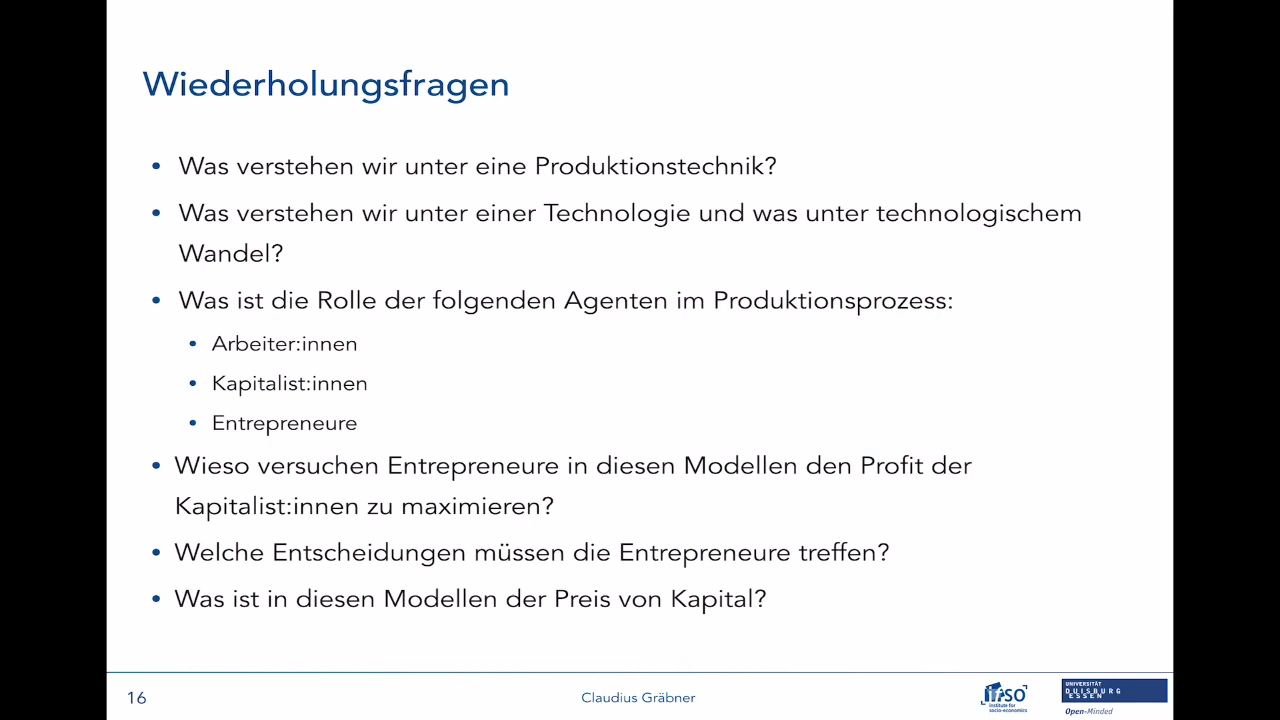 Wiederholungsfragen
• Was verstehen wir unter eine Produktionstechnik?
• Was verstehen wir unter einer Technologie und was unter technologischem
Wandel?
• Was ist die Rolle der folgenden Agenten im Produktionsprozess:
• Arbeiter:innen
• Kapitalist:innen
• Entrepreneure
• Wieso versuchen Entrepreneure in diesen Modellen den Profit der
Kapitalist:innen zu maximieren?
• Welche Entscheidungen müssen die Entrepreneure treffen?
• Was ist in diesen Modellen der Preis von Kapital?
16
Claudius Gräbner
ifso
institute for
socio-economics
UNIVERSITÄT
DUISBURG
ESSEN
Open-Minded